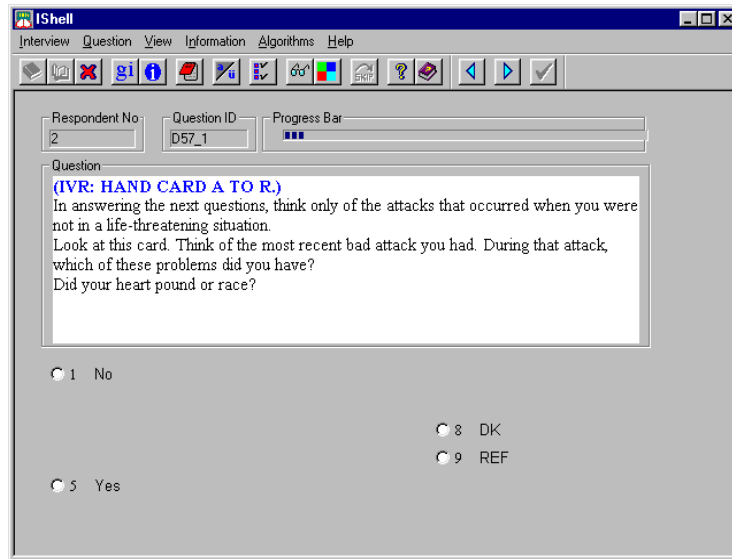 IShell
Interview Question View Information Algorithms Help
gi i a/ü SKIP ?
Respondent No Question ID Progress Bar
2 D57_1
Question
(IVR: HAND CARD A TO R.)
In answering the next questions, think only of the attacks that occurred when you were
not in a life-threatening situation.
Look at this card. Think of the most recent bad attack you had. During that attack,
which of these problems did you have?
Did your heart pound or race?
1 No
8 DK
9 REF
5 Yes